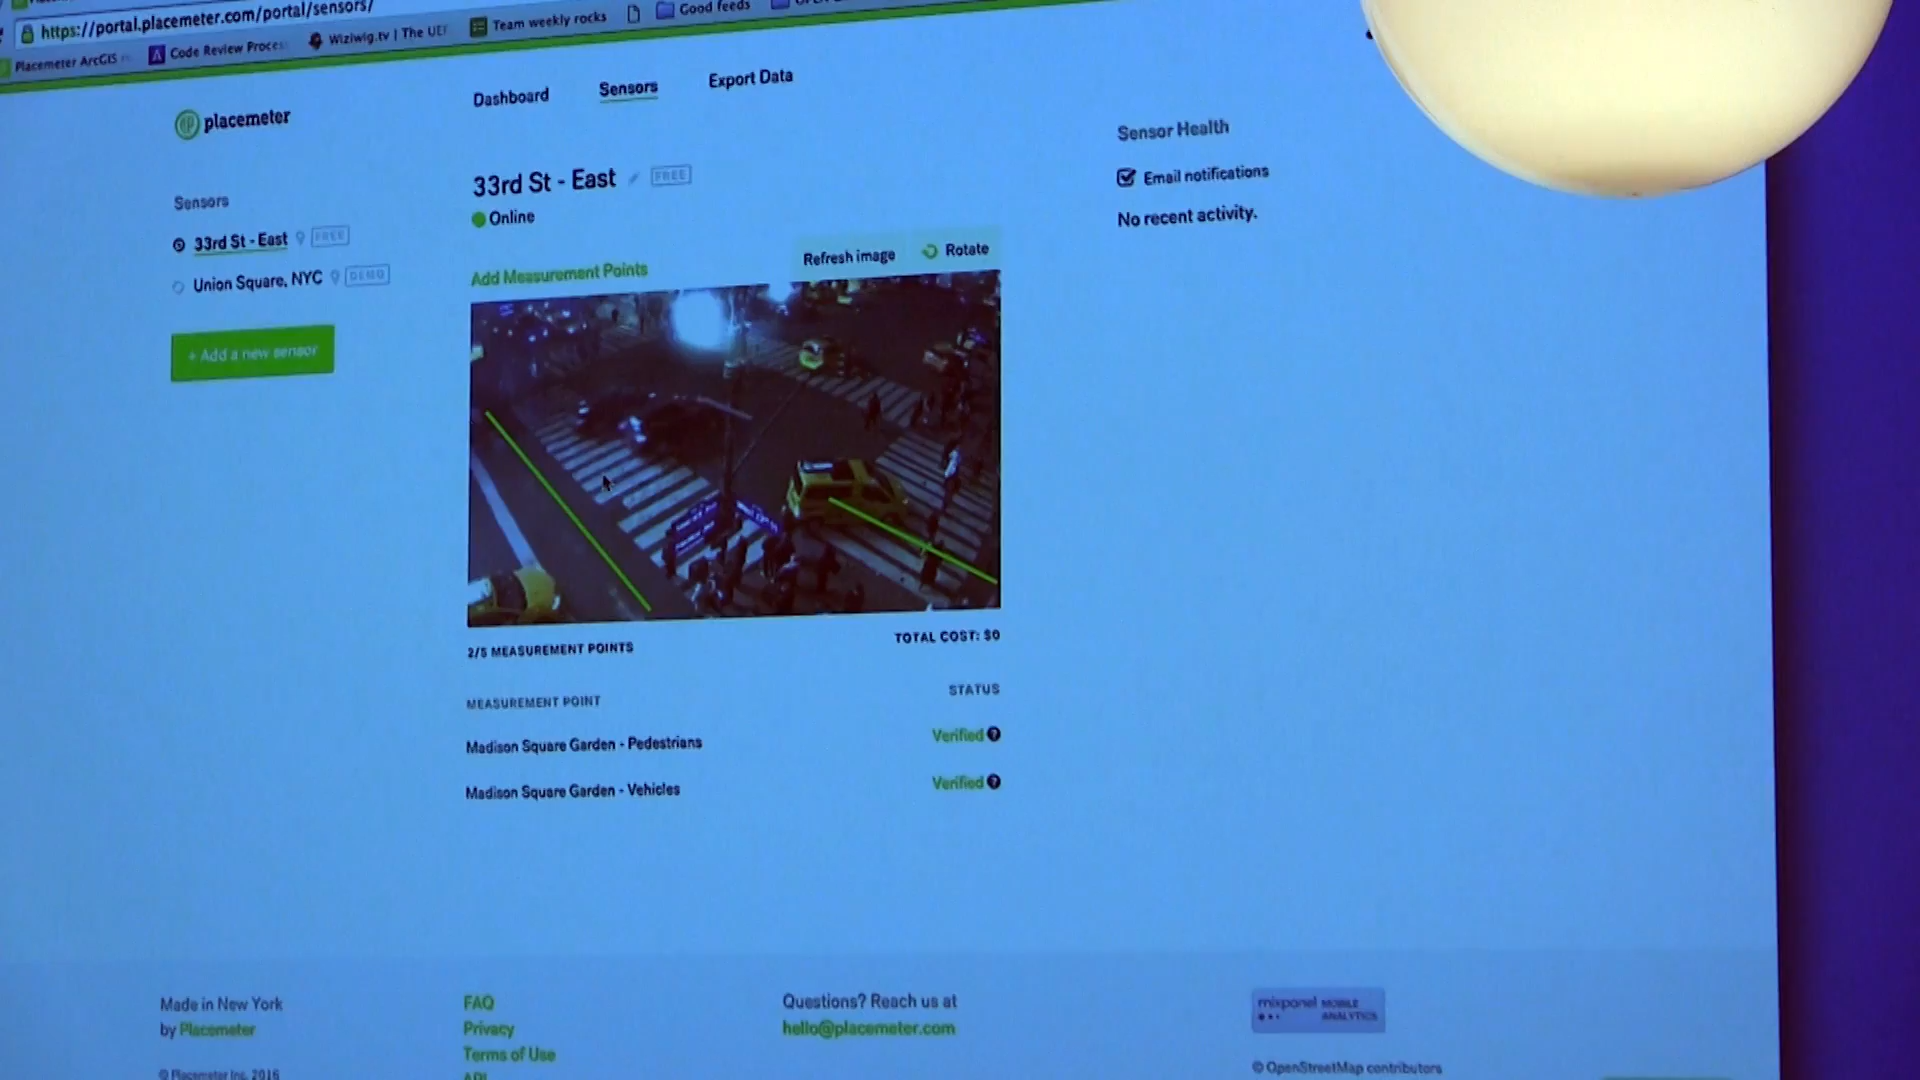 https://portal.placemeter.com/portal/sensors/
Placemeter ArcGIS
Code Review Process
Wiziwig.tv | The UEF
Team weekly rocks
Good feeds
placemeter
Dashboard
Sensors
Export Data
Sensors
33rd St - East FREE
Union Square, NYC DEMO
+ Add a new sensor
33rd St - East FREE
Online
Add Measurement Points
Refresh image
Rotate
2/5 MEASUREMENT POINTS
TOTAL COST: $0
MEASUREMENT POINT
STATUS
Madison Square Garden - Pedestrians
Verified ?
Madison Square Garden - Vehicles
Verified ?
Sensor Health
Email notifications
No recent activity.
Made in New York
by Placemeter
© Placemeter Inc. 2016
FAQ
Privacy
Terms of Use
API
Questions? Reach us at
hello@placemeter.com
mixpanel MOBILE
ANALYTICS
© OpenStreetMap contributors